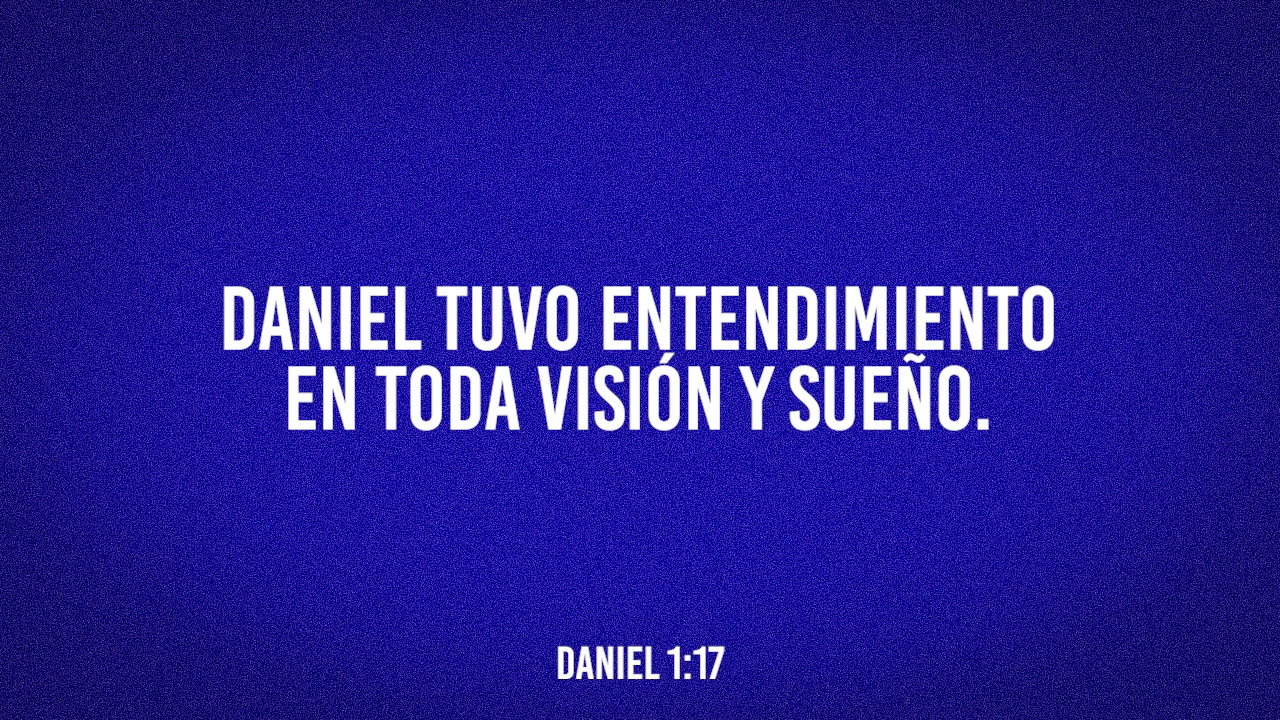 DANIEL TUVO ENTENDIMIENTO
EN TODA VISIÓN Y SUEÑO.
DANIEL 1:17